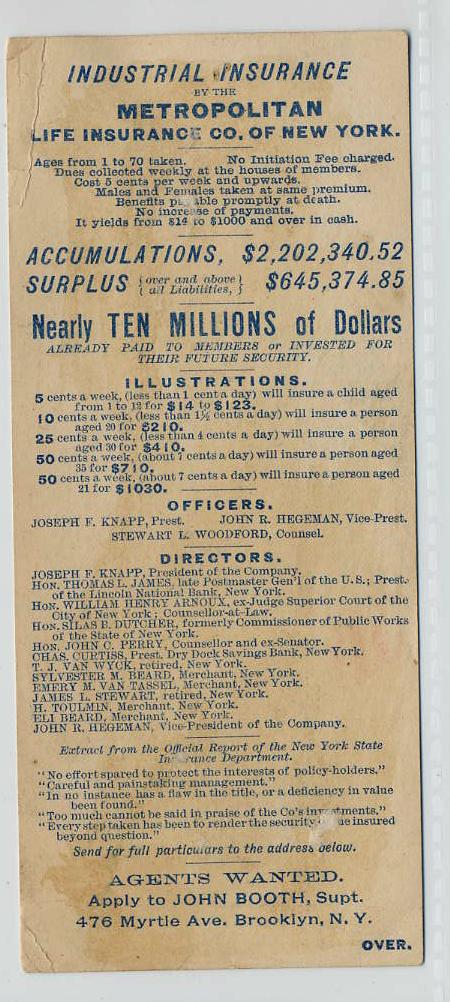 INDUSTRIAL INSURANCE
BY THE
METROPOLITAN
LIFE INSURANCE CO. OF NEW YORK.
Ages from 1 to 70 taken. No Initiation Fee charged.
Dues collected weekly at the houses of members.
Cost 5 cents per week and upwards.
Males and Females taken at same premium.
Benefits promptly at death.
No increase of payments.
It yields from $14 to $1000 and over in cash.
ACCUMULATIONS, $2,202,340.52
SURPLUS {over and above all Liabilities,} $645,374.85
Nearly TEN MILLIONS of Dollars
ALREADY PAID TO MEMBERS or INVESTED FOR
THEIR FUTURE SECURITY.
ILLUSTRATIONS.
5 cents a week, (less than 1 cent a day) will insure a child aged
from 1 to 12 for $14 to $123.
10 cents a week, (less than 1½ cents a day) will insure a person
aged 20 for $210.
25 cents a week, (less than 4 cents a day) will insure a person
aged 30 for $410.
50 cents a week, (about 7 cents a day) will insure a person aged
35 for $710.
50 cents a week, (about 7 cents a day) will insure a person aged
21 for $1030.
OFFICERS.
JOSEPH F. KNAPP, Prest. JOHN R. HEGEMAN, Vice-Prest.
STEWART L. WOODFORD, Counsel.
DIRECTORS.
JOSEPH F. KNAPP, President of the Company.
HON. THOMAS L. JAMES, late Postmaster Gen'l of the U.S.; Prest.
of the Lincoln National Bank, New York.
HON. WILLIAM HENRY ARNOUX, ex-Judge Superior Court of the
City of New York; Counsellor-at-Law.
HON. SILAS B. DUTCHER, formerly Commissioner of Public Works
of the State of New York.
HON. JOHN C. PERRY, Counsellor and ex-Senator.
CHAS. CURTISS, Prest. Dry Dock Savings Bank, New York.
T. J. VAN WYCK, retired, New York.
SYLVESTER M. BEARD, Merchant, New York.
EMERY M. VAN TASSEL, Merchant, New York.
JAMES L. STEWART, retired, New York.
H. TOULMIN, Merchant, New York.
ELI BEARD, Merchant, New York.
JOHN R. HEGEMAN, Vice-President of the Company.
Extract from the Official Report of the New York State
Insurance Department.
"No effort spared to protect the interests of policy-holders."
"Careful and painstaking management."
"In no instance has a flaw in the title, or a deficiency in value
been found."
"Too much cannot be said in praise of the Co's investments."
"Every step taken has been to render the security insured
beyond question."
Send for full particulars to the address below.
AGENTS WANTED.
Apply to JOHN BOOTH, Supt.
476 Myrtle Ave. Brooklyn, N. Y.
OVER.